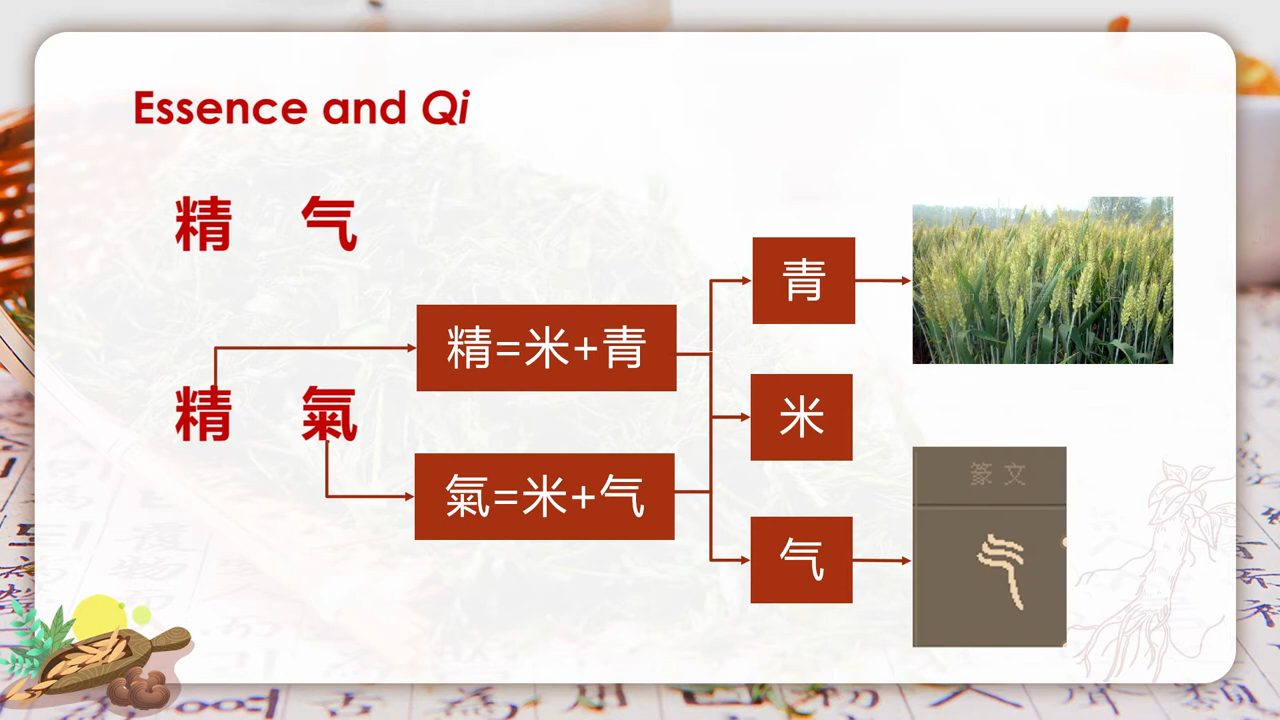 Essence and Qi
精 气
精 氣
精=米+青
氣=米+气
青
米
气
篆文